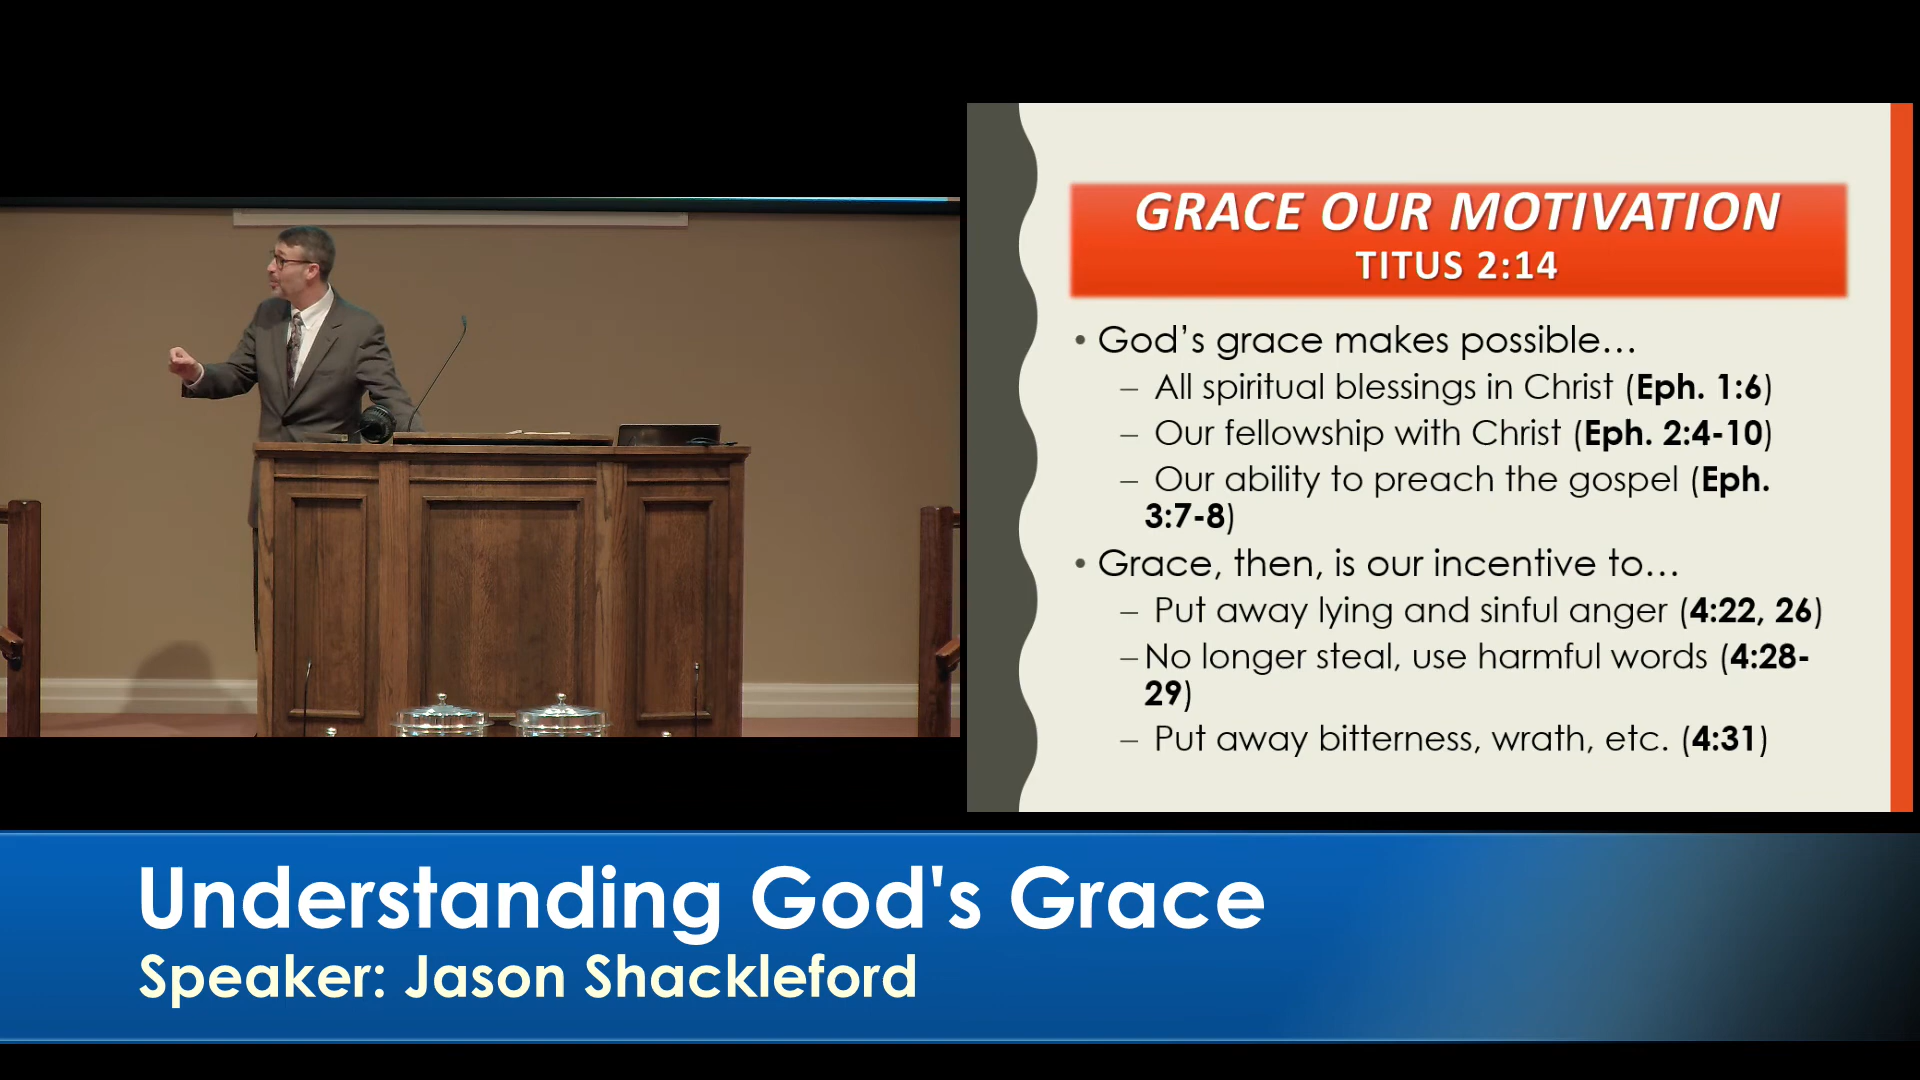 GRACE OUR MOTIVATION
TITUS 2:14
• God’s grace makes possible…
– All spiritual blessings in Christ (Eph. 1:6)
– Our fellowship with Christ (Eph. 2:4-10)
– Our ability to preach the gospel (Eph.
3:7-8)
• Grace, then, is our incentive to…
– Put away lying and sinful anger (4:22, 26)
– No longer steal, use harmful words (4:28-
29)
– Put away bitterness, wrath, etc. (4:31)
Understanding God's Grace
Speaker: Jason Shackleford